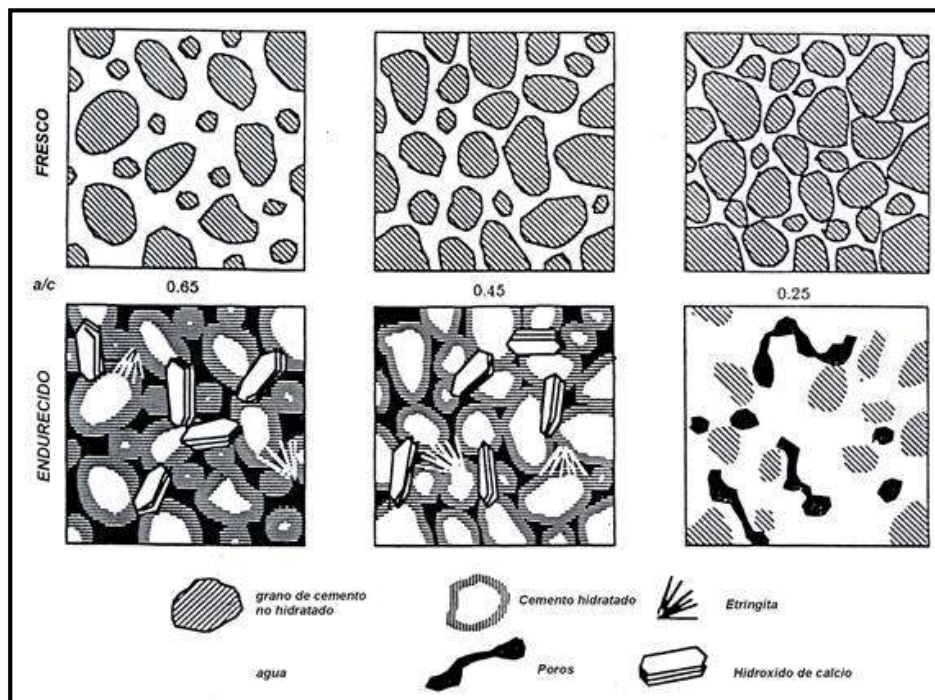 FRESCO
a/c 0.65 0.45 0.25
ENDURECIDO
grano de cemento
no hidratado
Cemento hidratado
Etringita
agua
Poros
Hidroxido de calcio